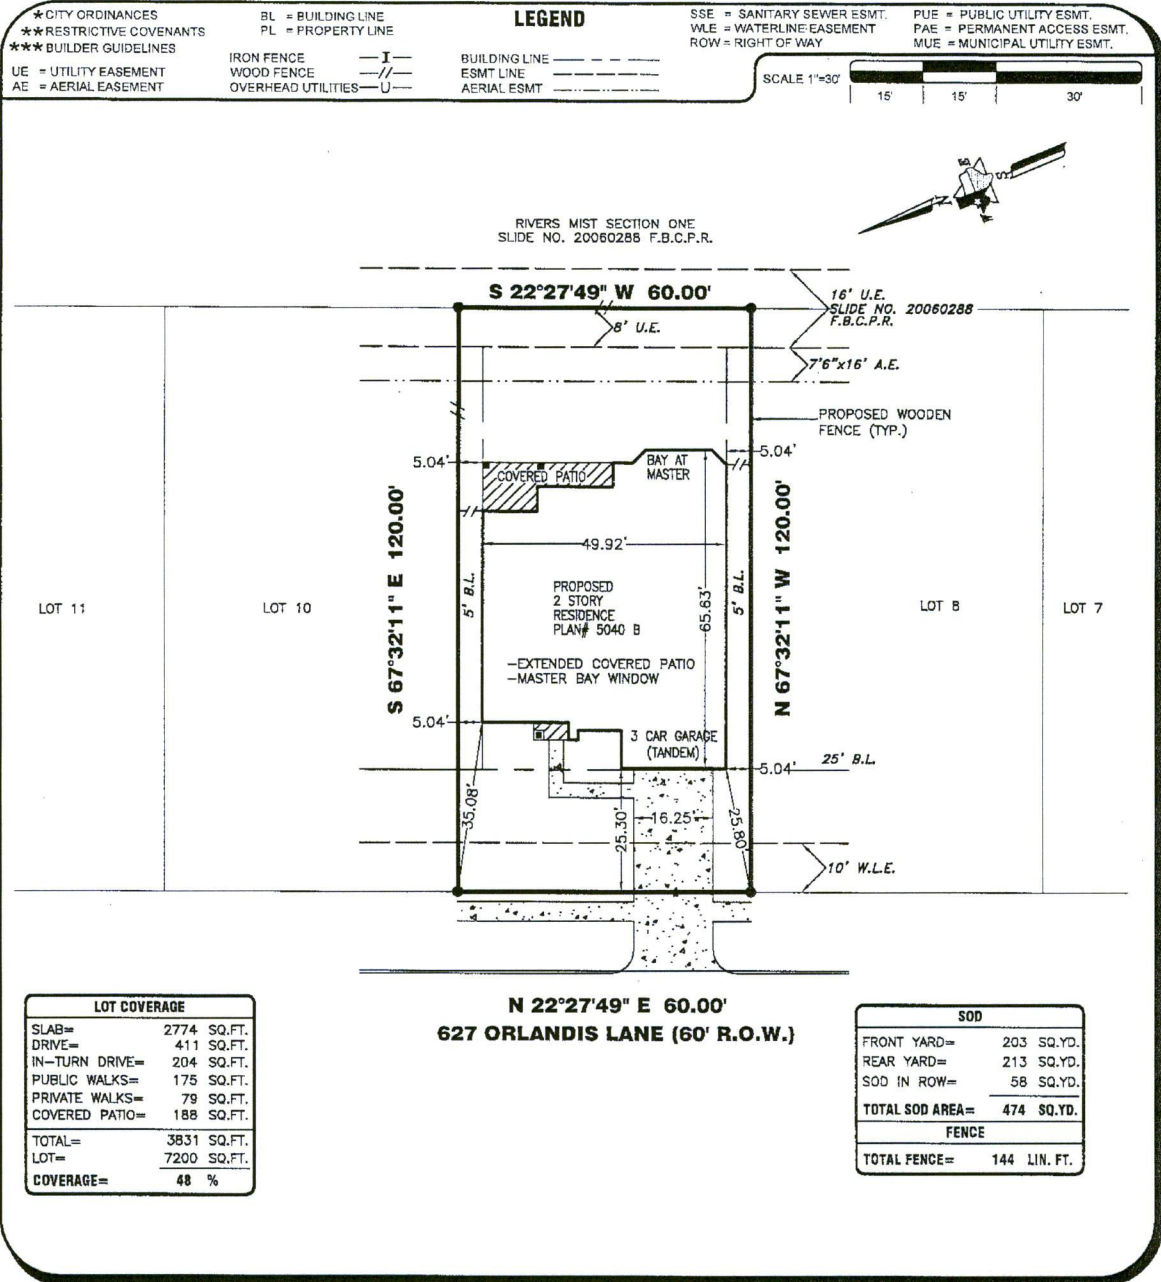 *CITY ORDINANCES
**RESTRICTIVE COVENANTS
***BUILDER GUIDELINES
UE = UTILITY EASEMENT
AE = AERIAL EASEMENT
BL = BUILDING LINE
PL = PROPERTY LINE
IRON FENCE —I—
WOOD FENCE —//—
OVERHEAD UTILITIES —U—
LEGEND
BUILDING LINE
ESMT LINE
AERIAL ESMT
SSE = SANITARY SEWER ESMT.
WLE = WATERLINE EASEMENT
ROW = RIGHT OF WAY
PUE = PUBLIC UTILITY ESMT.
PAE = PERMANENT ACCESS ESMT.
MUE = MUNICIPAL UTILITY ESMT.
SCALE 1"=30'
15' 15' 30'
N S E
RIVERS MIST SECTION ONE
SLIDE NO. 20060288 F.B.C.P.R.
S 22°27'49" W 60.00'
16' U.E.
SLIDE NO. 20060288
F.B.C.P.R.
8' U.E.
7'6"x16' A.E.
PROPOSED WOODEN
FENCE (TYP.)
5.04'
5.04'
COVERED PATIO
BAY AT
MASTER
S 67°32'11" E 120.00'
N 67°32'11" W 120.00'
49.92'
5' B.L.
5' B.L.
65.63'
PROPOSED
2 STORY
RESIDENCE
PLAN# 5040 B
-EXTENDED COVERED PATIO
-MASTER BAY WINDOW
LOT 11
LOT 10
LOT 8
LOT 7
5.04'
3 CAR GARAGE
(TANDEM)
5.04'
25' B.L.
35.08'
25.30'
16.25'
25.80'
10' W.L.E.
N 22°27'49" E 60.00'
627 ORLANDIS LANE (60' R.O.W.)
LOT COVERAGE
SLAB= 2774 SQ.FT.
DRIVE= 411 SQ.FT.
IN-TURN DRIVE= 204 SQ.FT.
PUBLIC WALKS= 175 SQ.FT.
PRIVATE WALKS= 79 SQ.FT.
COVERED PATIO= 188 SQ.FT.
TOTAL= 3831 SQ.FT.
LOT= 7200 SQ.FT.
COVERAGE= 48 %
SOD
FRONT YARD= 203 SQ.YD.
REAR YARD= 213 SQ.YD.
SOD IN ROW= 58 SQ.YD.
TOTAL SOD AREA= 474 SQ.YD.
FENCE
TOTAL FENCE= 144 LIN. FT.